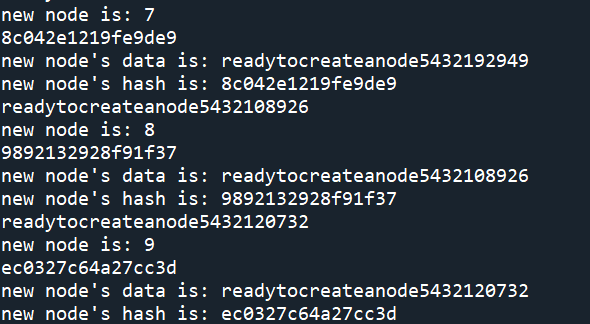 new node is: 7
8c042e1219fe9de9
new node's data is: readytocreateanode5432192949
new node's hash is: 8c042e1219fe9de9
readytocreateanode5432108926
new node is: 8
9892132928f91f37
new node's data is: readytocreateanode5432108926
new node's hash is: 9892132928f91f37
readytocreateanode5432120732
new node is: 9
ec0327c64a27cc3d
new node's data is: readytocreateanode5432120732
new node's hash is: ec0327c64a27cc3d